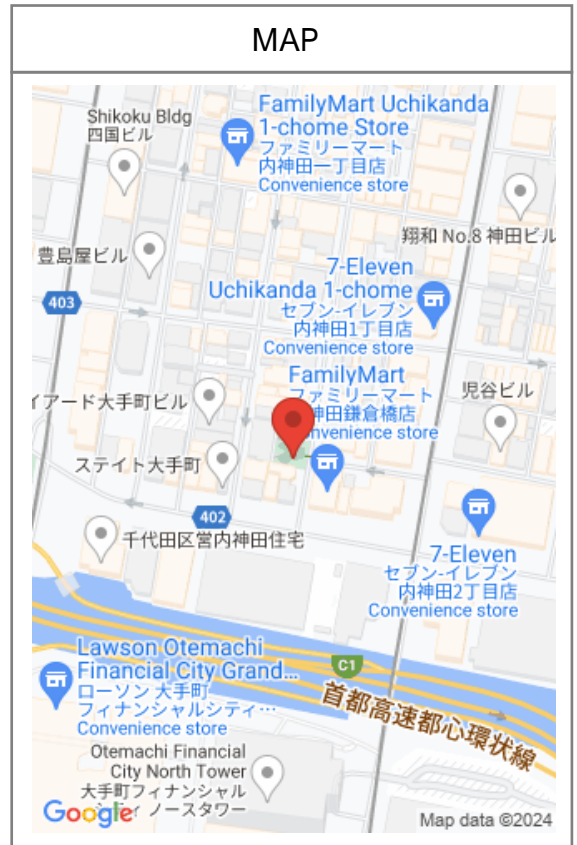 MAP
FamilyMart Uchikanda
1-chome Store
ファミリーマート
内神田一丁目店
Convenience store
Shikoku Bldg
四国ビル
翔和 No.8 神田ビル
豊島屋ビル
7-Eleven
Uchikanda 1-chome
セブン-イレブン
内神田1丁目店
Convenience store
403
FamilyMart
ファミリーマート
神田鎌倉橋店
nvenience store
児谷ビル
イアード大手町ビル
ステイト大手町
402
千代田区営内神田住宅
7-Eleven
セブン-イレブン
内神田2丁目店
Convenience store
Lawson Otemachi
Financial City Grand...
ローソン 大手町
フィナンシャルシティ…
Convenience store
C1
首都高速都心環状線
Otemachi Financial
City North Tower
大手町フィナンシャル
ノースタワー
Google
Map data ©2024